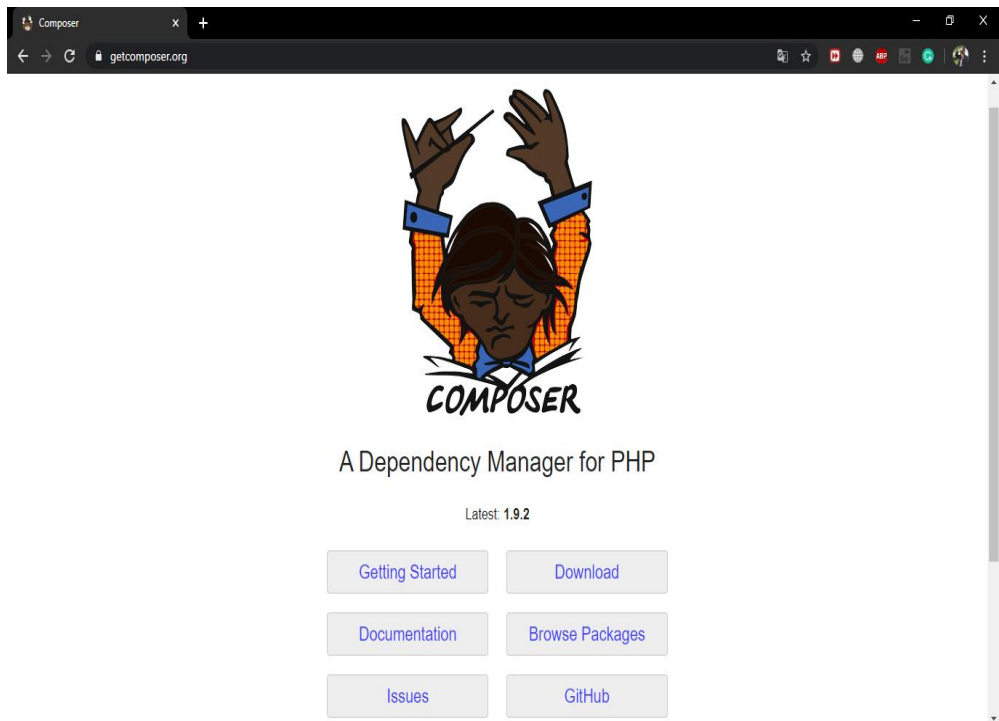 Composer
getcomposer.org
ABP
COMPOSER
A Dependency Manager for PHP
Latest: 1.9.2
Getting Started
Download
Documentation
Browse Packages
Issues
GitHub